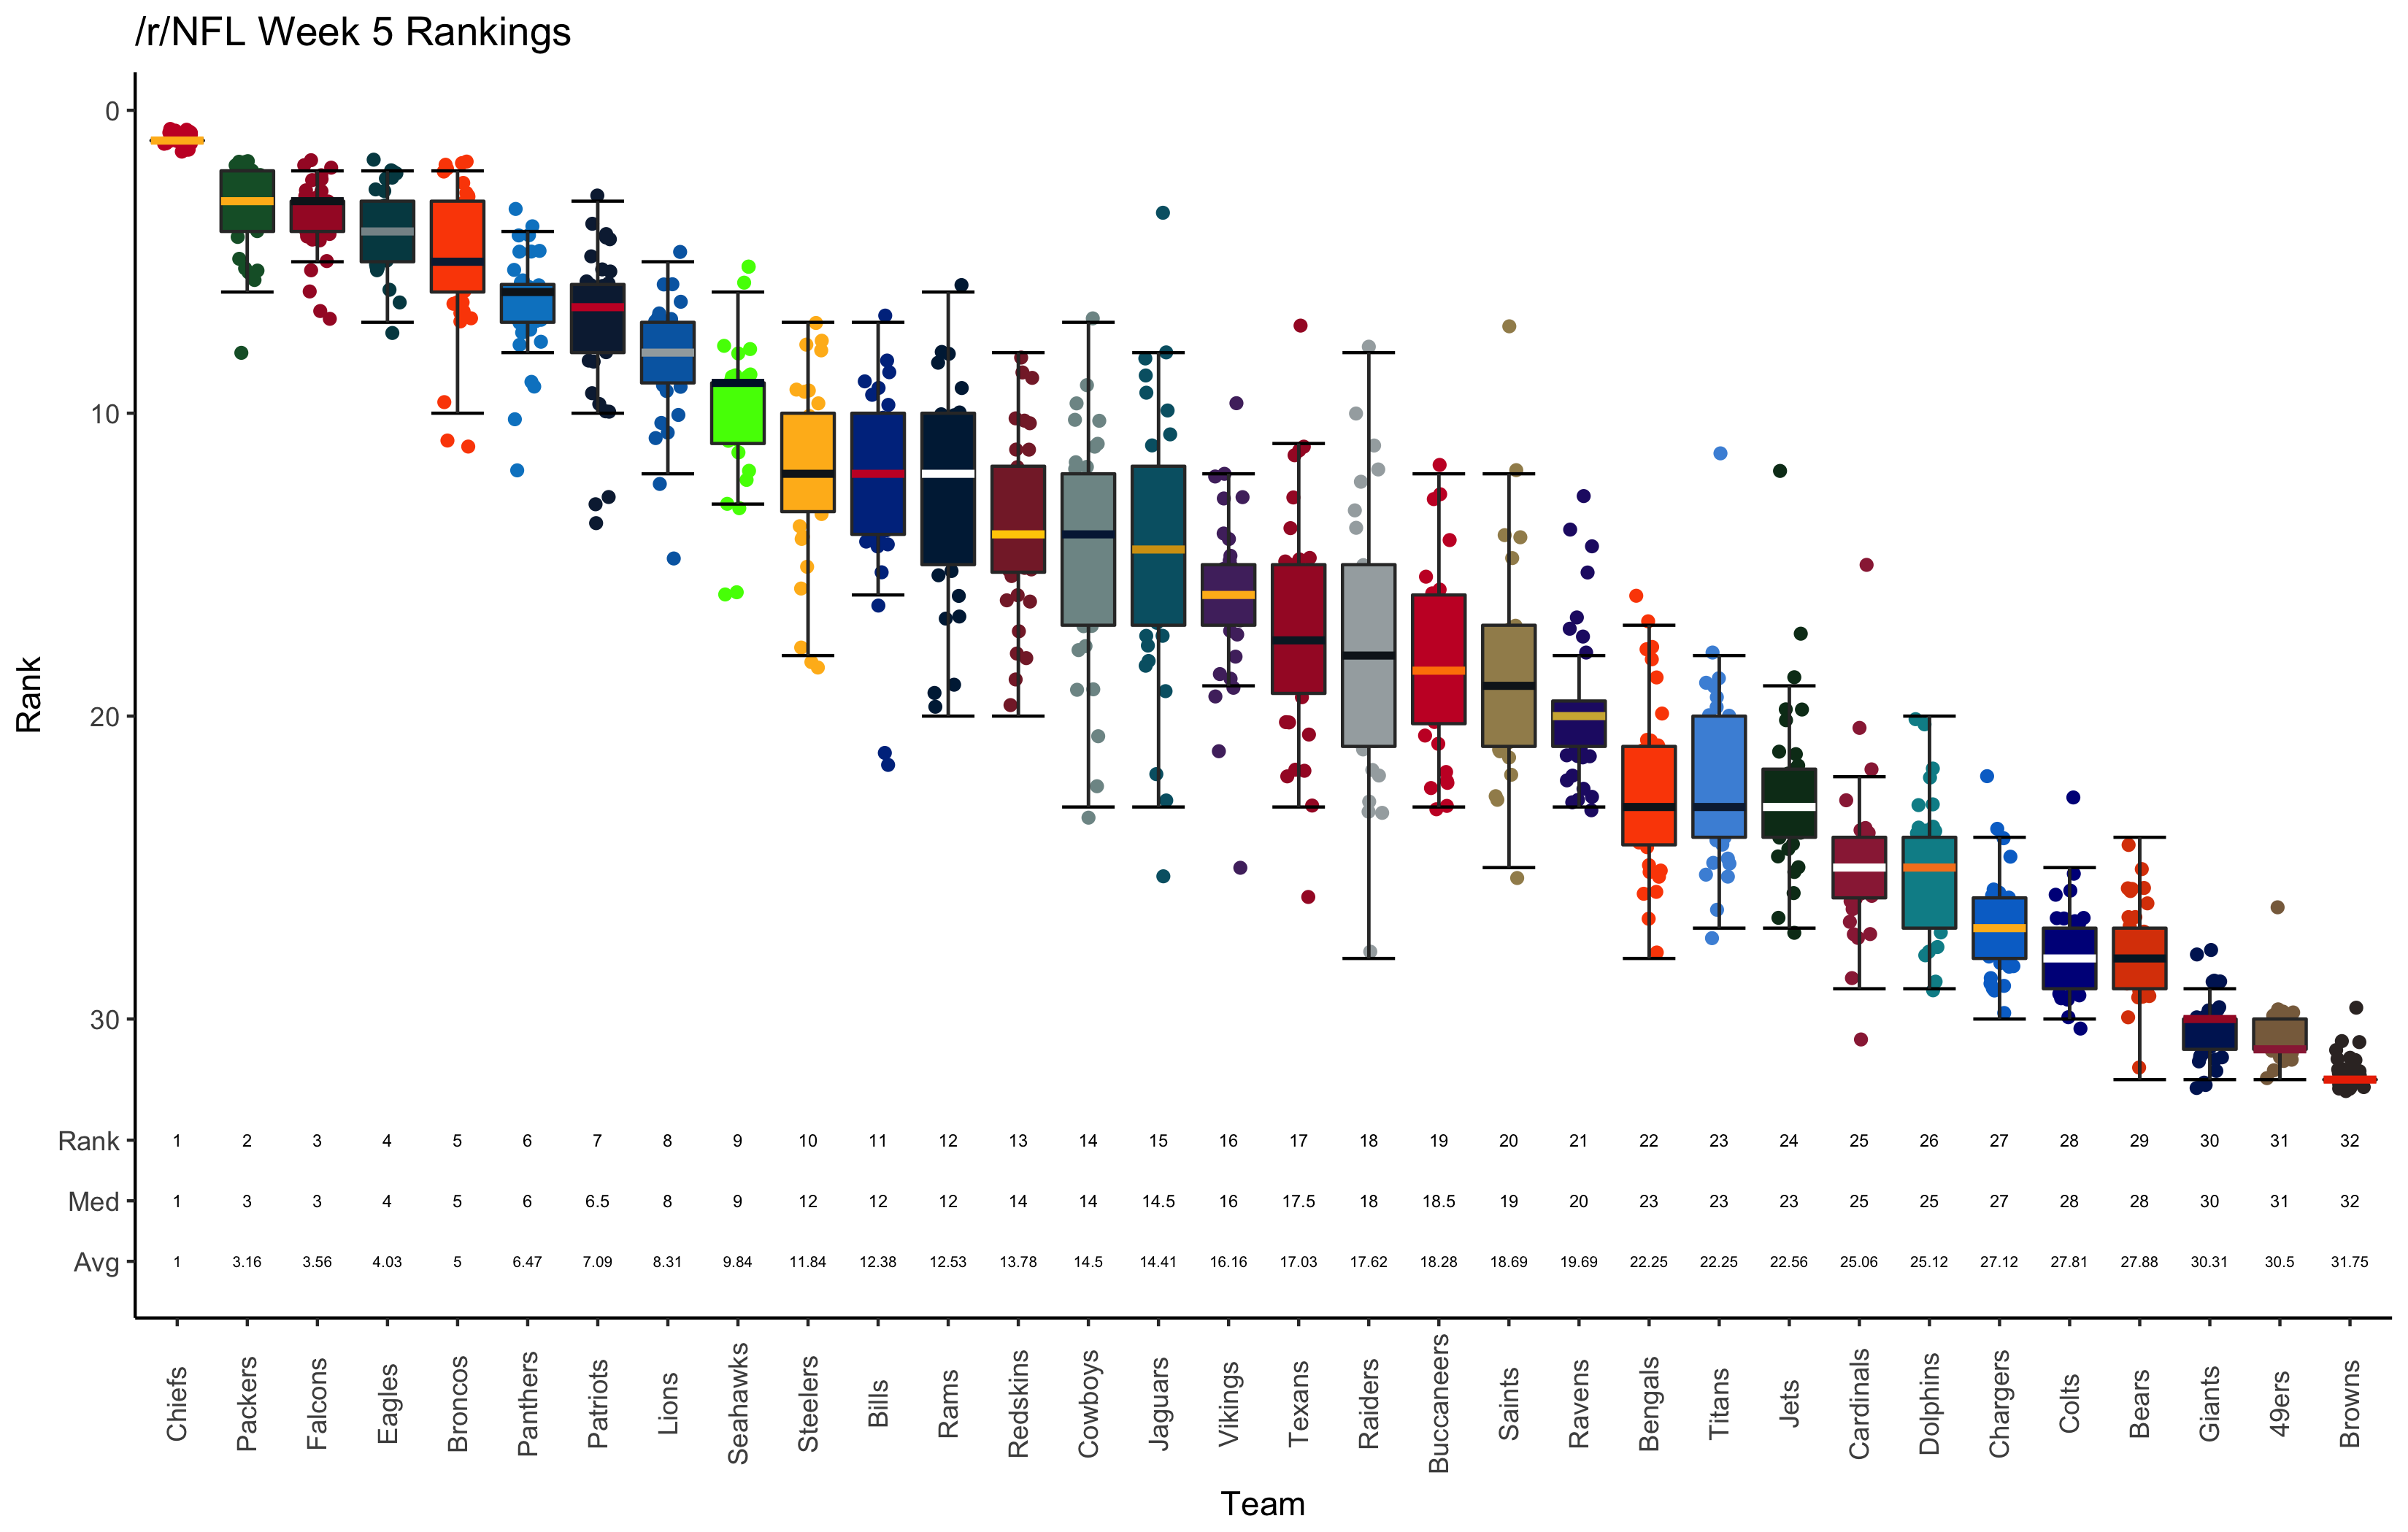 /r/NFL Week 5 Rankings
Rank
0
10
20
30
Rank 1 2 3 4 5 6 7 8 9 10 11 12 13 14 15 16 17 18 19 20 21 22 23 24 25 26 27 28 29 30 31 32
Med 1 3 3 4 5 6 6.5 8 9 12 12 12 14 14 14.5 16 17.5 18 18.5 19 20 23 23 23 25 25 27 28 28 30 31 32
Avg 1 3.16 3.56 4.03 5 6.47 7.09 8.31 9.84 11.84 12.38 12.53 13.78 14.5 14.41 16.16 17.03 17.62 18.28 18.69 19.69 22.25 22.25 22.56 25.06 25.12 27.12 27.81 27.88 30.31 30.5 31.75
Chiefs Packers Falcons Eagles Broncos Panthers Patriots Lions Seahawks Steelers Bills Rams Redskins Cowboys Jaguars Vikings Texans Raiders Buccaneers Saints Ravens Bengals Titans Jets Cardinals Dolphins Chargers Colts Bears Giants 49ers Browns
Team